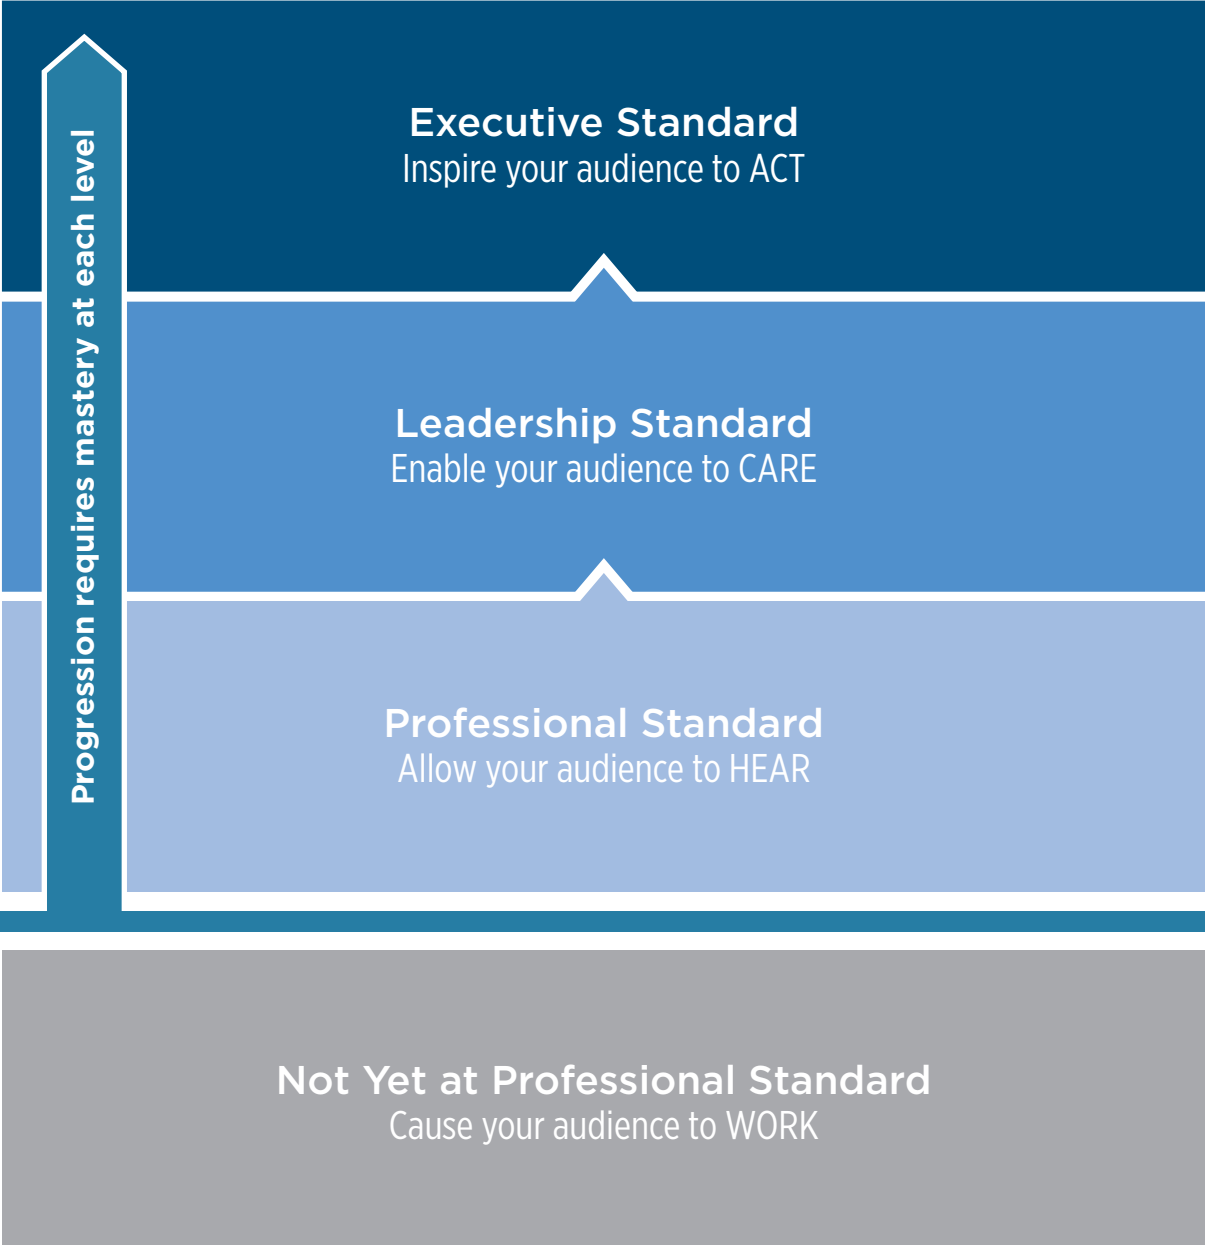 Executive Standard
Inspire your audience to ACT
Leadership Standard
Enable your audience to CARE
Professional Standard
Allow your audience to HEAR
Progression requires mastery at each level
Not Yet at Professional Standard
Cause your audience to WORK